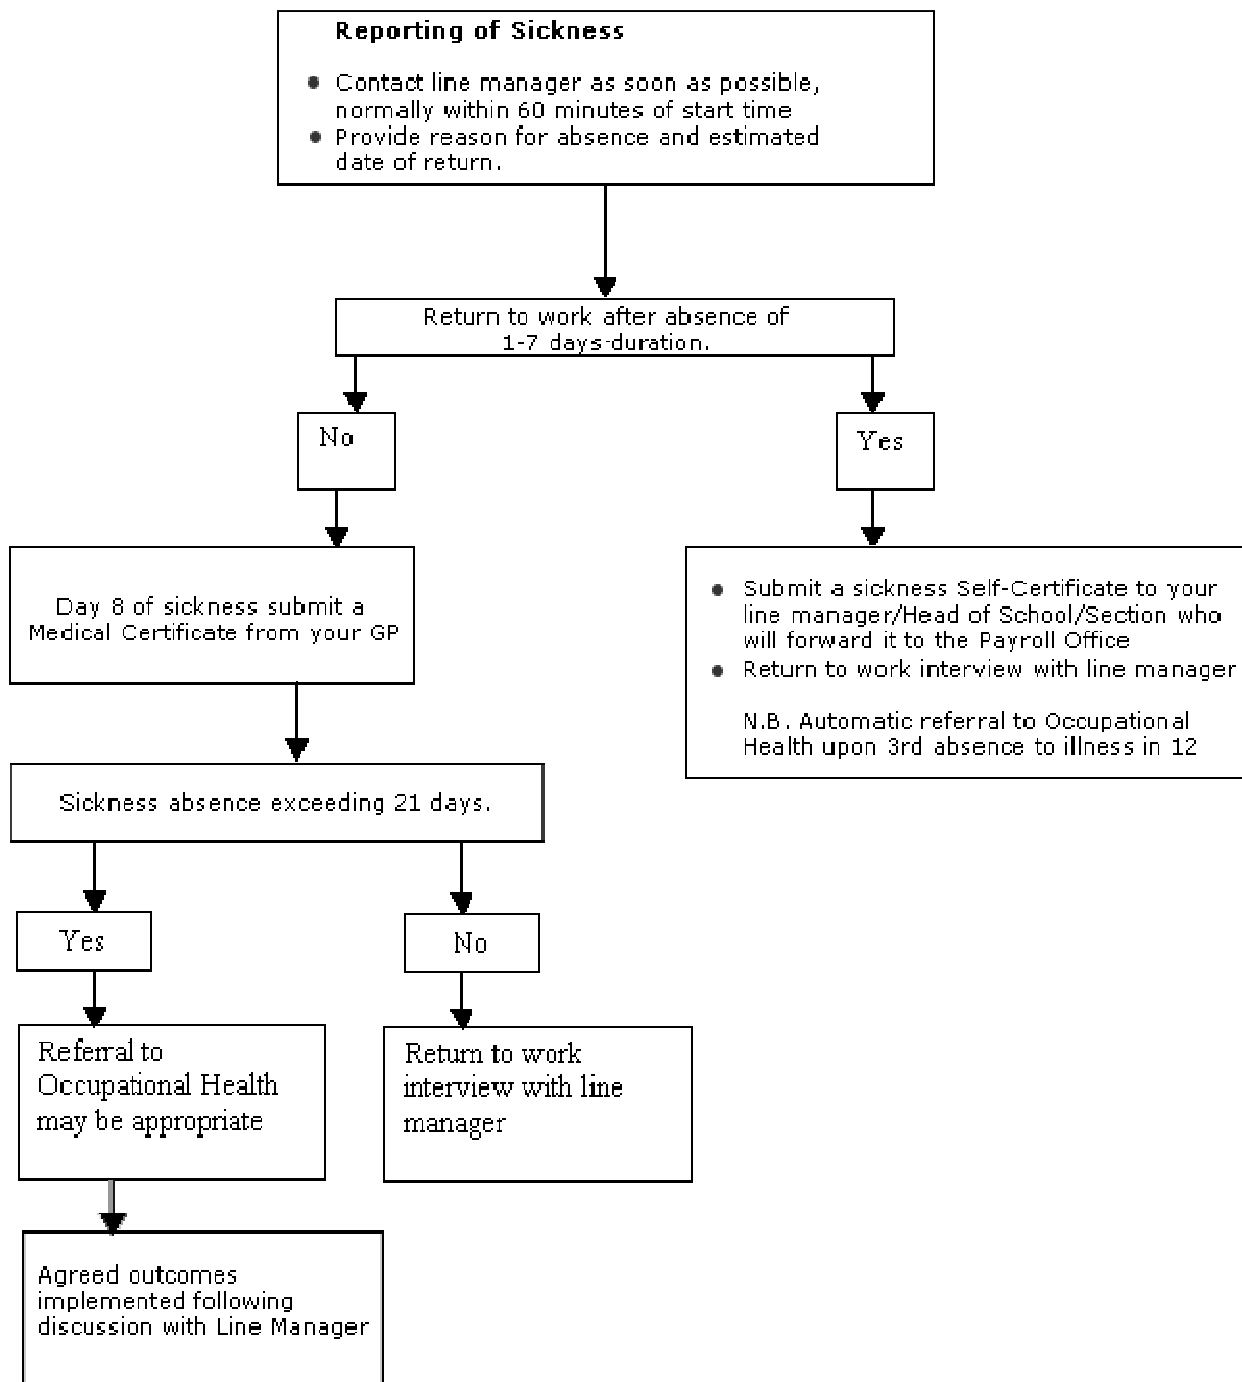 Reporting of Sickness
Contact line manager as soon as possible,
normally within 60 minutes of start time
Provide reason for absence and estimated
date of return.
Return to work after absence of
1-7 days duration.
No
Yes
Day 8 of sickness submit a
Medical Certificate from your GP
Submit a sickness Self-Certificate to your
line manager/Head of School/Section who
will forward it to the Payroll Office
Return to work interview with line manager
N.B. Automatic referral to Occupational
Health upon 3rd absence to illness in 12
Sickness absence exceeding 21 days.
Yes
No
Referral to
Occupational Health
may be appropriate
Return to work
interview with line
manager
Agreed outcomes
implemented following
discussion with Line Manager